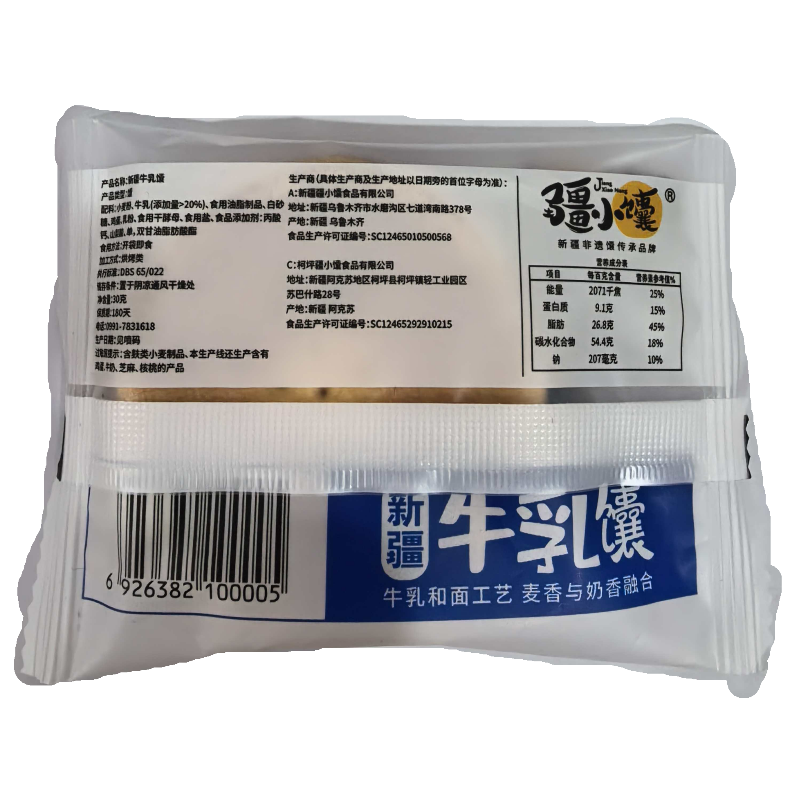 产品名称:新疆牛乳馕
产品类型:馕
配料:小麦粉、牛乳(添加量>20%)、食用油脂制品、白砂
糖、鸡蛋、乳粉、食用干酵母、食用盐、食品添加剂:丙酸
钙、山梨糖醇、单,双甘油脂肪酸酯
食用方法:开袋即食
加工方式:烘烤类
执行标准:DBS 65/022
储存条件:置于阴凉通风干燥处
净含量:30克
保质期:180天
电话:0991-7831618
生产日期:见喷码
过敏原提示:含麸类小麦制品、本生产线还生产含有
鸡蛋、牛奶、芝麻、核桃的产品
生产商(具体生产商及生产地址以日期旁的首位字母为准):
A:新疆疆小馕食品有限公司
地址:新疆乌鲁木齐市水磨沟区七道湾南路378号
产地:新疆 乌鲁木齐
食品生产许可证编号:SC12465010500568
C:柯坪疆小馕食品有限公司
地址:新疆阿克苏地区柯坪县柯坪镇轻工业园区
苏巴什路28号
产地:新疆 阿克苏
食品生产许可证编号:SC12465292910215
疆小馕®
Jiang Xiao Nang
新疆非遗馕传承品牌
营养成分表
项目 每百克含量 营养素参考值%
能量 2071千焦 25%
蛋白质 9.1克 15%
脂肪 26.8克 45%
碳水化合物 54.4克 18%
钠 207毫克 10%
新疆
牛乳馕
牛乳和面工艺 麦香与奶香融合
6 926382 100005